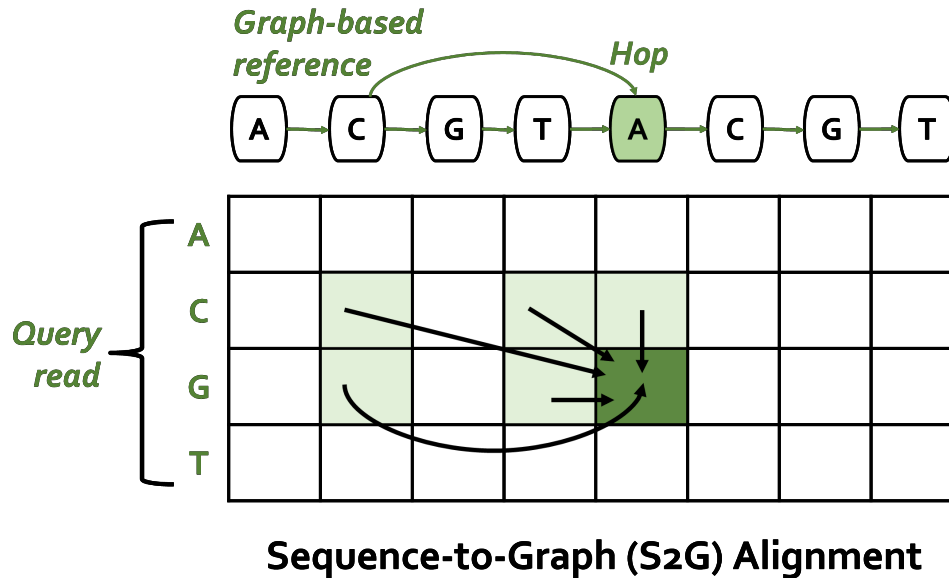 Graph-based
reference
Hop
A C G T A C G T
A
C
G
T
Query
read
Sequence-to-Graph (S2G) Alignment